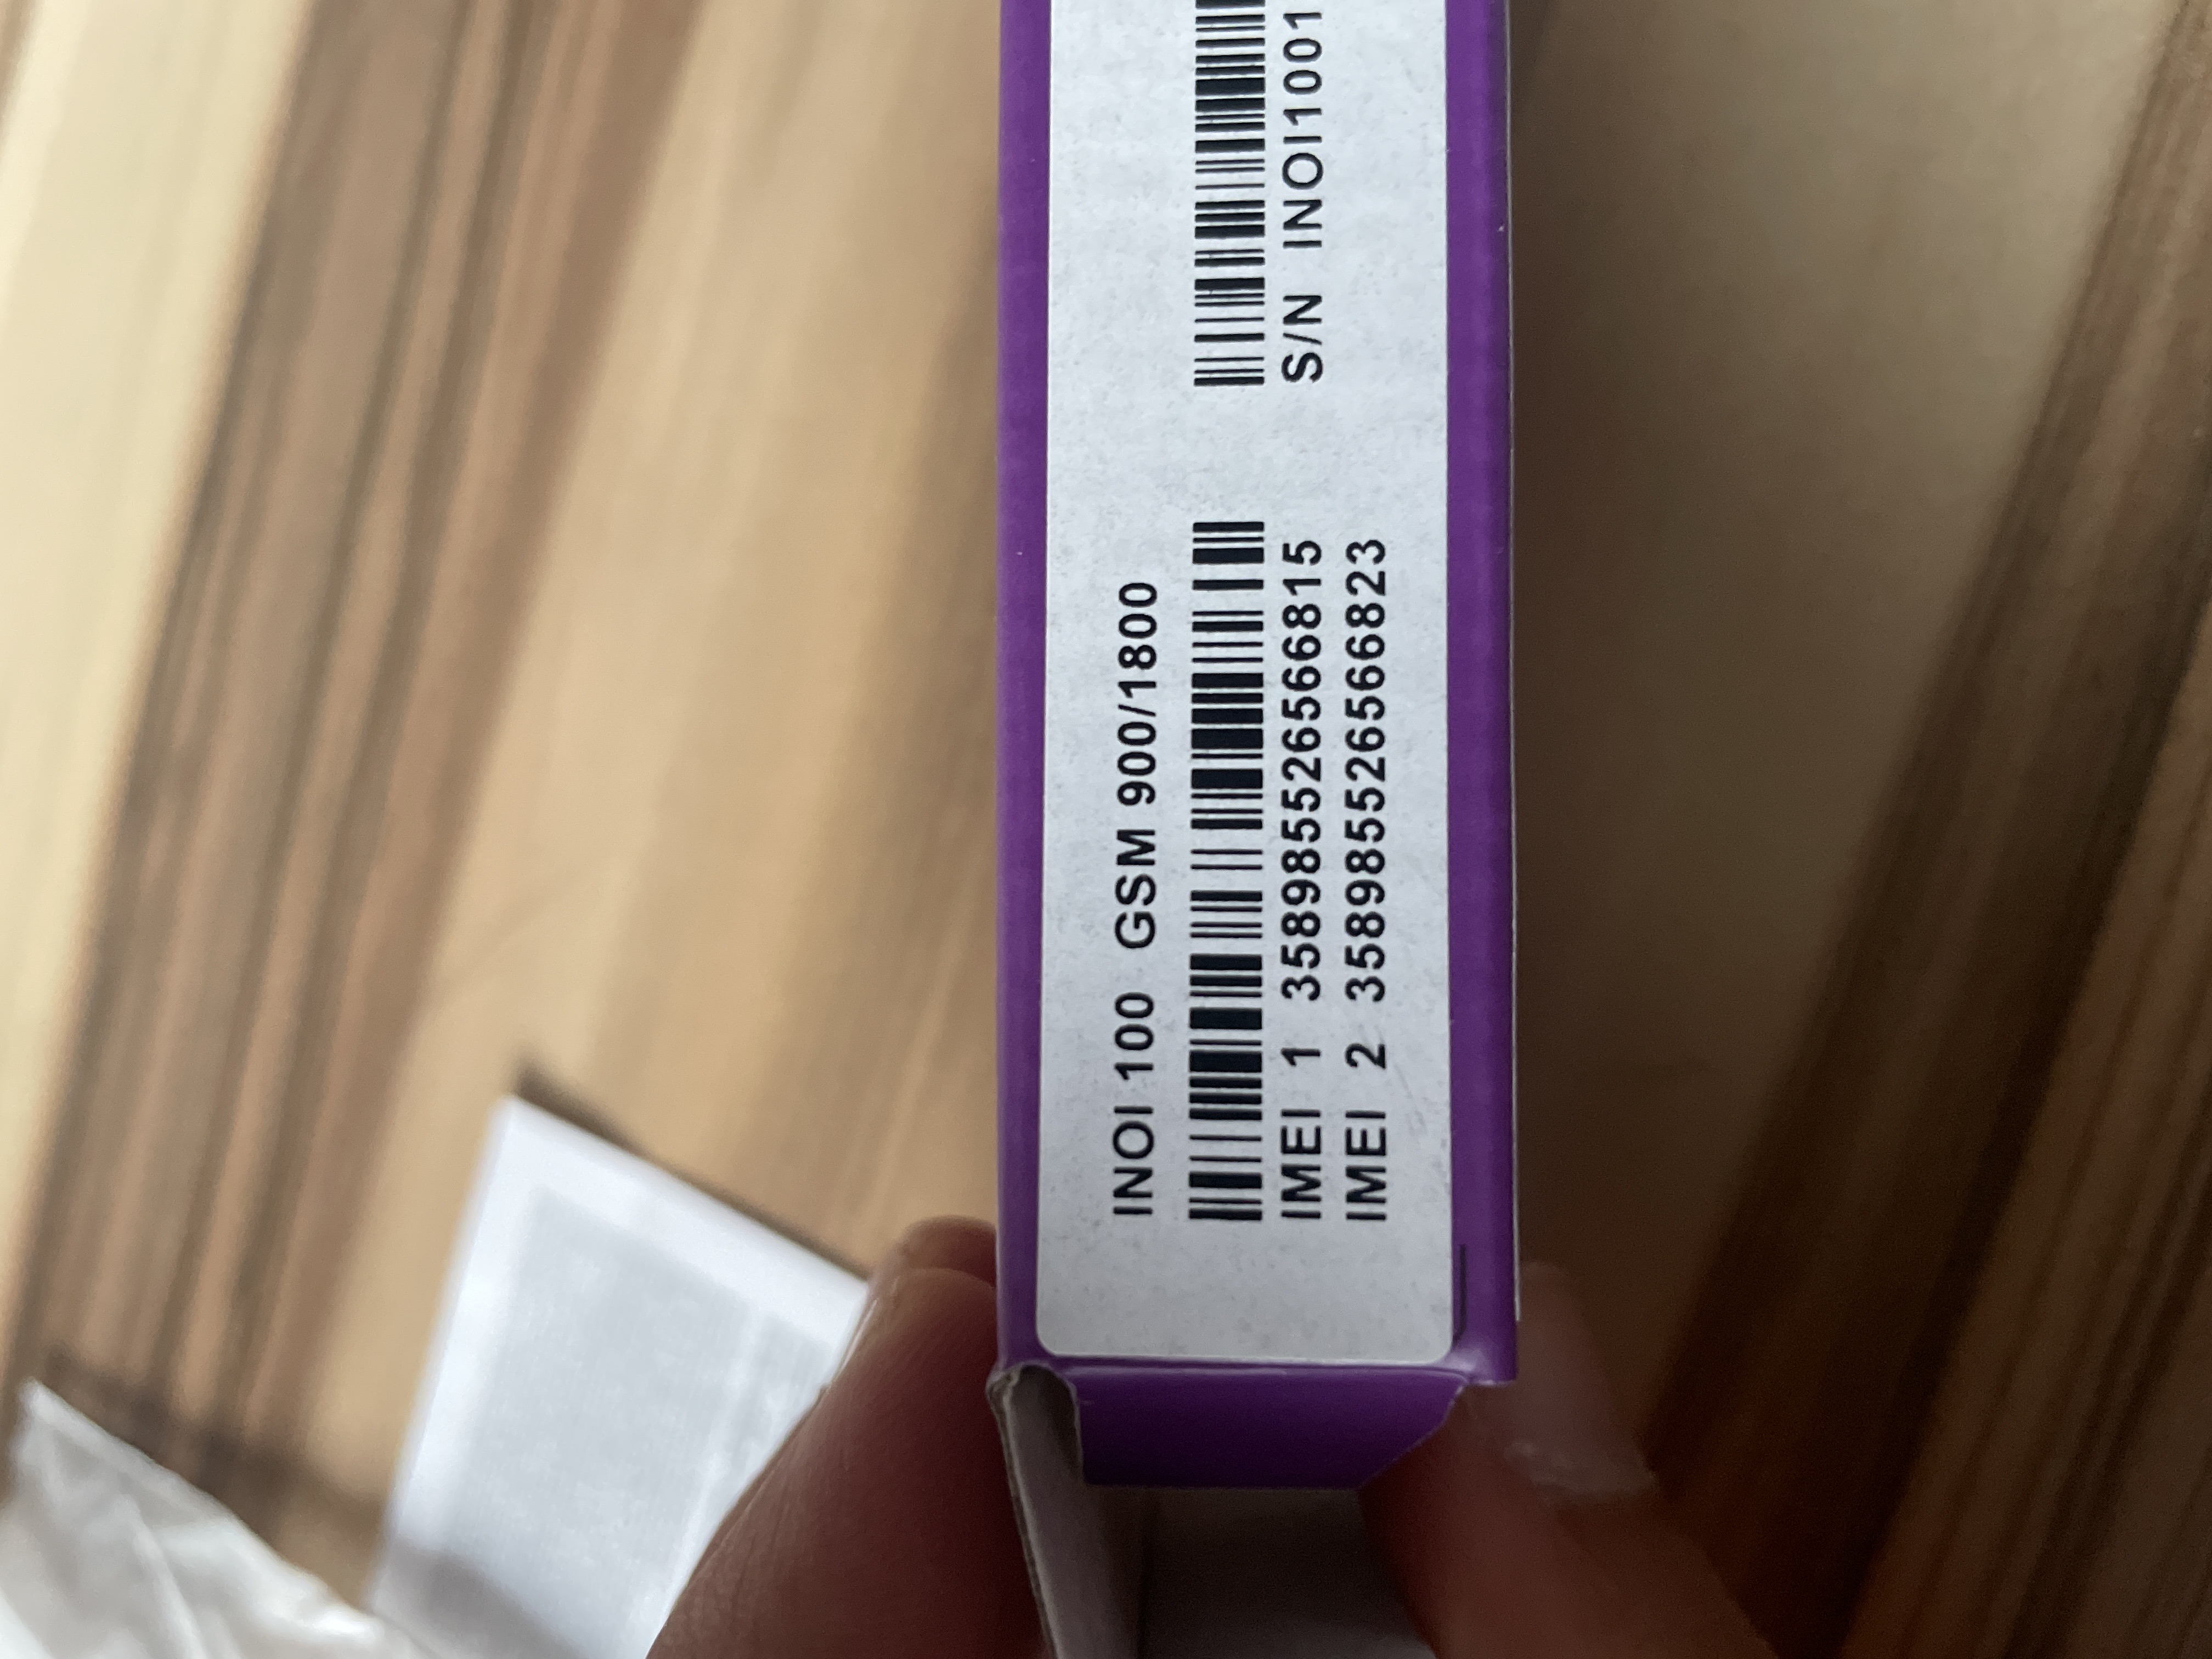 INOI 100 GSM 900/1800
IMEI 1 358985526566815
IMEI 2 358985526566823
S/N INOI1001